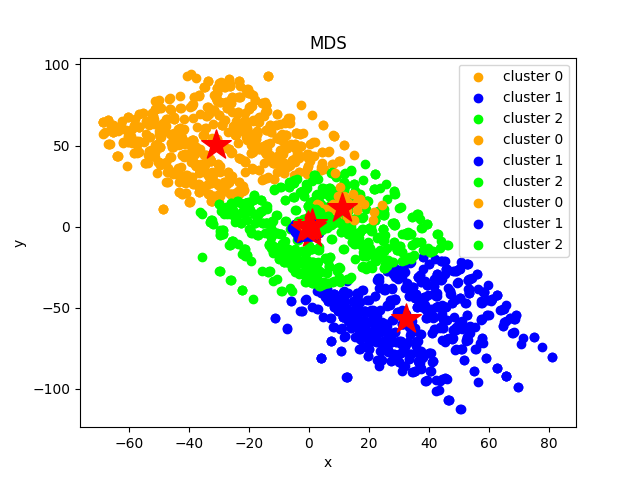 MDS
100
50
0
−50
−100
y
−60
−40
−20
0
20
40
60
80
x
cluster 0
cluster 1
cluster 2
cluster 0
cluster 1
cluster 2
cluster 0
cluster 1
cluster 2